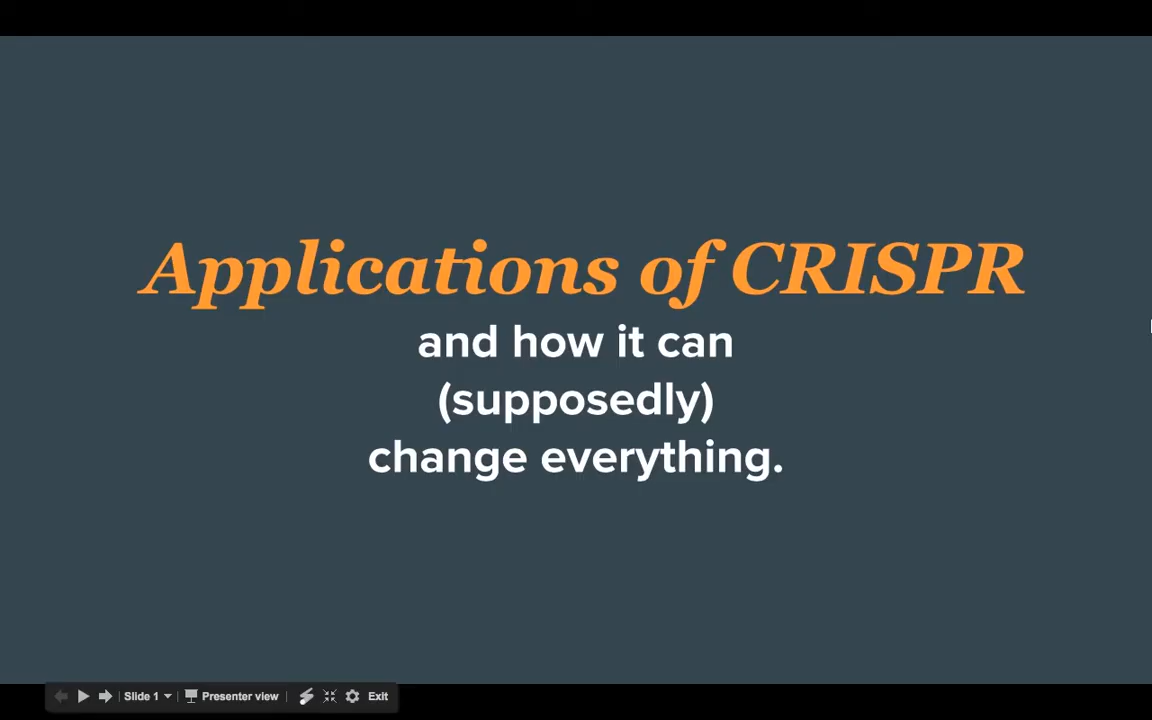 Applications of CRISPR
and how it can
(supposedly)
change everything.
Slide 1 Presenter view Exit